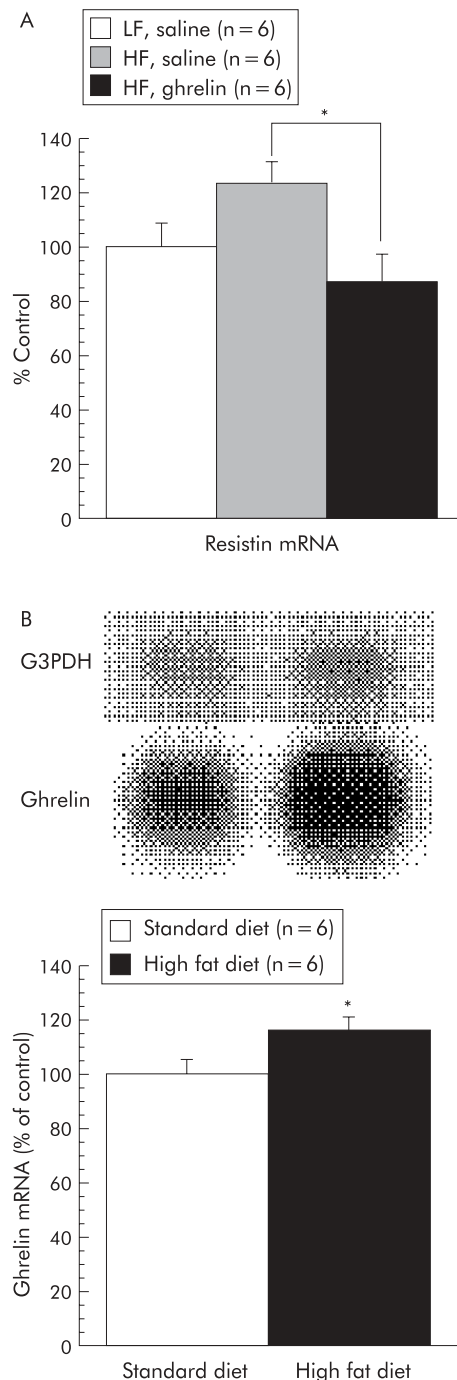 A
LF, saline (n = 6)
HF, saline (n = 6)
HF, ghrelin (n = 6)
*
140
120
100
80
60
40
20
0
% Control
Resistin mRNA
B
G3PDH
Ghrelin
Standard diet (n = 6)
High fat diet (n = 6)
*
140
120
100
80
60
40
20
0
Ghrelin mRNA (% of control)
Standard diet High fat diet